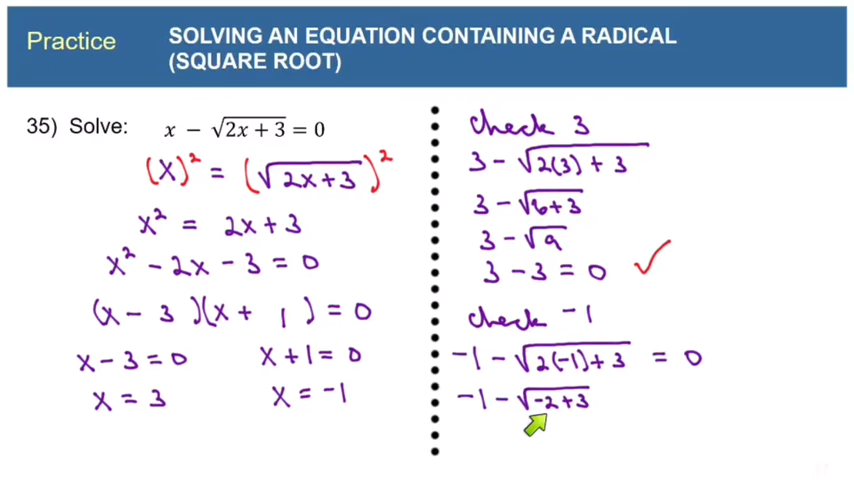 Practice
SOLVING AN EQUATION CONTAINING A RADICAL
(SQUARE ROOT)
35) Solve: x − √(2x + 3) = 0
(x)² = (√(2x+3))²
x² = 2x+3
x² − 2x − 3 = 0
(x − 3)(x + 1) = 0
x − 3 = 0 x + 1 = 0
x = 3 x = −1
check 3
3 − √(2(3) + 3)
3 − √(6+3)
3 − √9
3 − 3 = 0 ✓
check −1
−1 − √(2(−1)+3) = 0
−1 − √(−2+3)